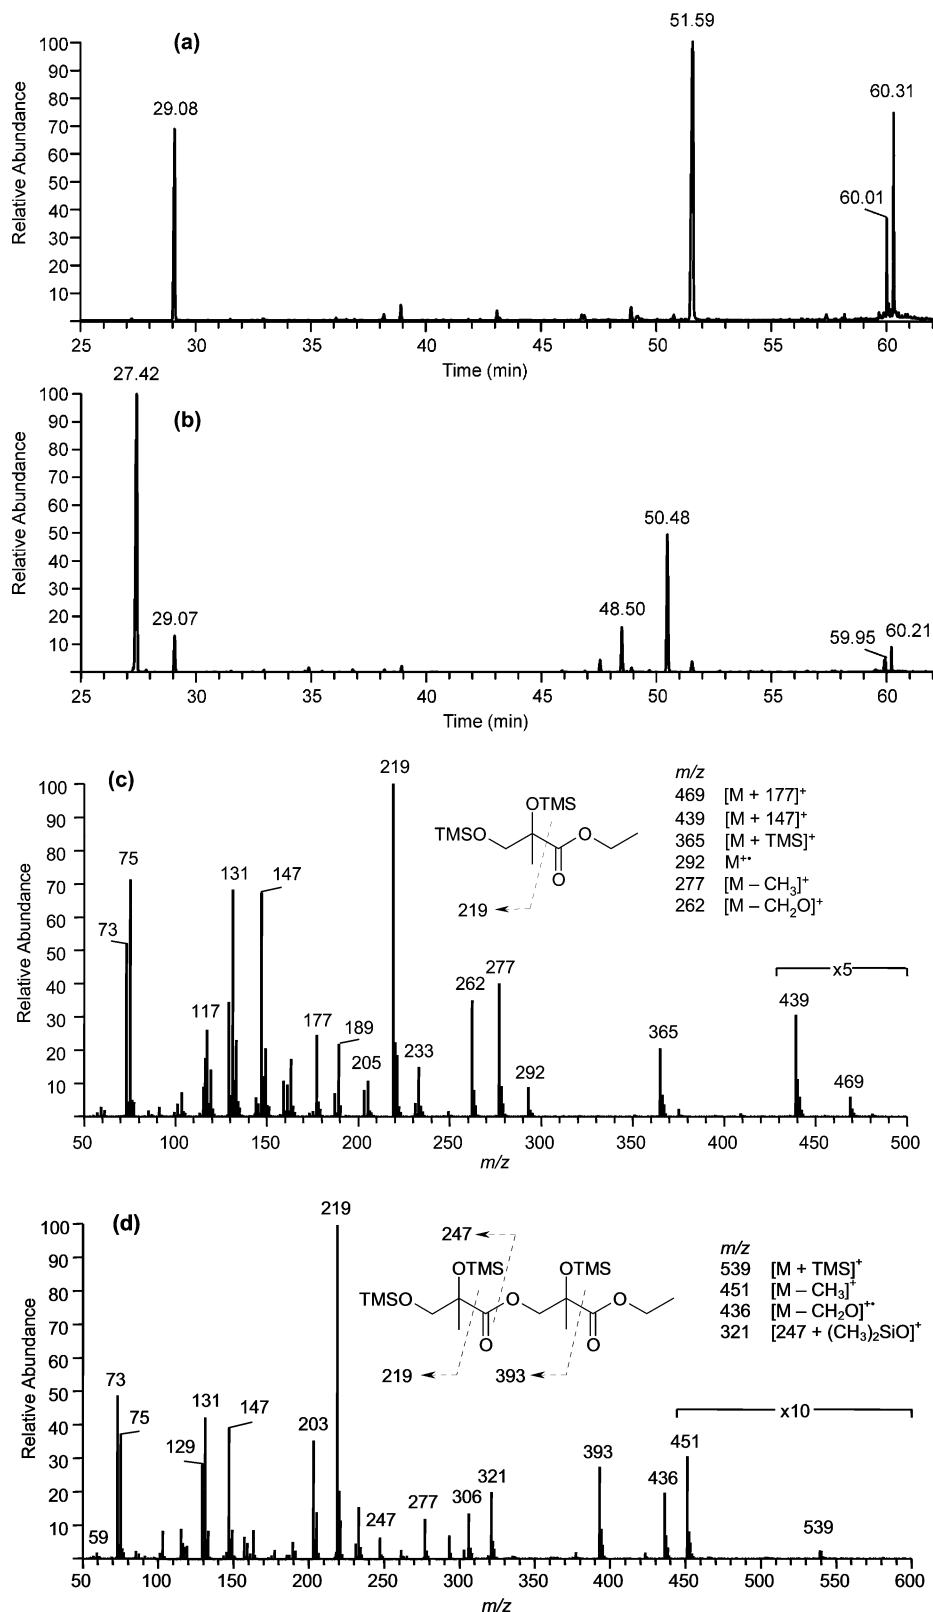 (a)
51.59
29.08
60.31
60.01
Relative Abundance
100
90
80
70
60
50
40
30
20
10
25 30 35 40 45 50 55 60
Time (min)
(b)
27.42
29.07
48.50
50.48
59.95
60.21
Relative Abundance
100
90
80
70
60
50
40
30
20
10
25 30 35 40 45 50 55 60
Time (min)
(c)
Relative Abundance
100
90
80
70
60
50
40
30
20
10
73
75
117
131
147
177
189
205
219
233
262
277
292
365
439
469
x5
OTMS
TMSO
O
O
219
m/z
469 [M + 177]+
439 [M + 147]+
365 [M + TMS]+
292 M+•
277 [M – CH3]+
262 [M – CH2O]+
50 100 150 200 250 300 350 400 450 500
m/z
(d)
Relative Abundance
100
90
80
70
60
50
40
30
20
10
59
73
75
129
131
147
203
219
247
277
306
321
393
436
451
539
x10
247
OTMS
OTMS
TMSO
O
O
O
O
219
393
m/z
539 [M + TMS]+
451 [M – CH3]+
436 [M – CH2O]+•
321 [247 + (CH3)2SiO]+
50 100 150 200 250 300 350 400 450 500 550 600
m/z